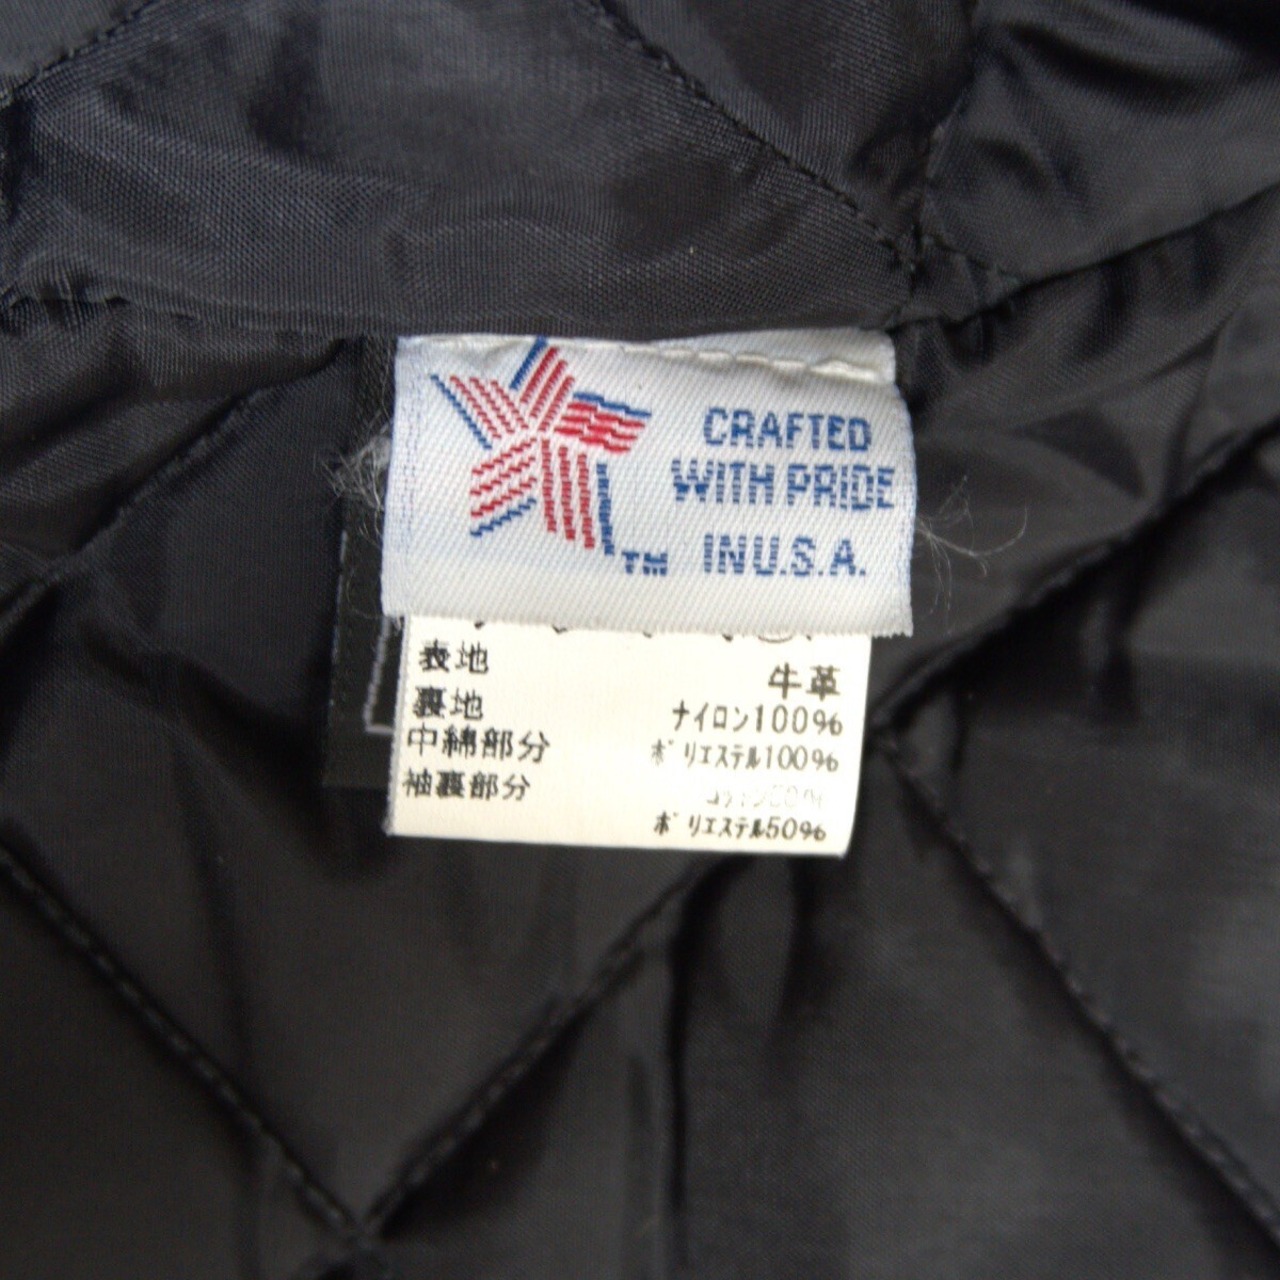 CRAFTED
WITH PRIDE
IN U.S.A.
TM
表地 牛革
裏地 ナイロン100%
中綿部分 ポリエステル100%
袖裏部分
ポリエステル50%